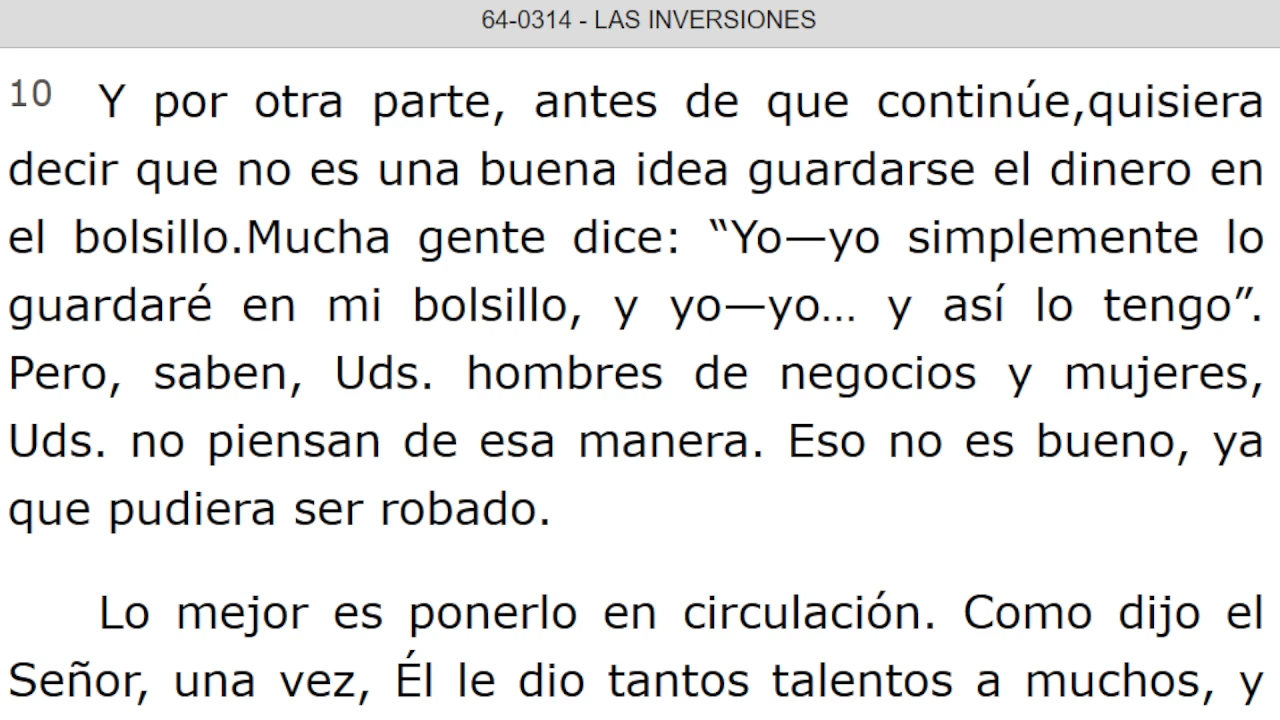 64-0314 - LAS INVERSIONES
10 Y por otra parte, antes de que continúe,quisiera
decir que no es una buena idea guardarse el dinero en
el bolsillo.Mucha gente dice: “Yo—yo simplemente lo
guardaré en mi bolsillo, y yo—yo… y así lo tengo”.
Pero, saben, Uds. hombres de negocios y mujeres,
Uds. no piensan de esa manera. Eso no es bueno, ya
que pudiera ser robado.
Lo mejor es ponerlo en circulación. Como dijo el
Señor, una vez, Él le dio tantos talentos a muchos, y